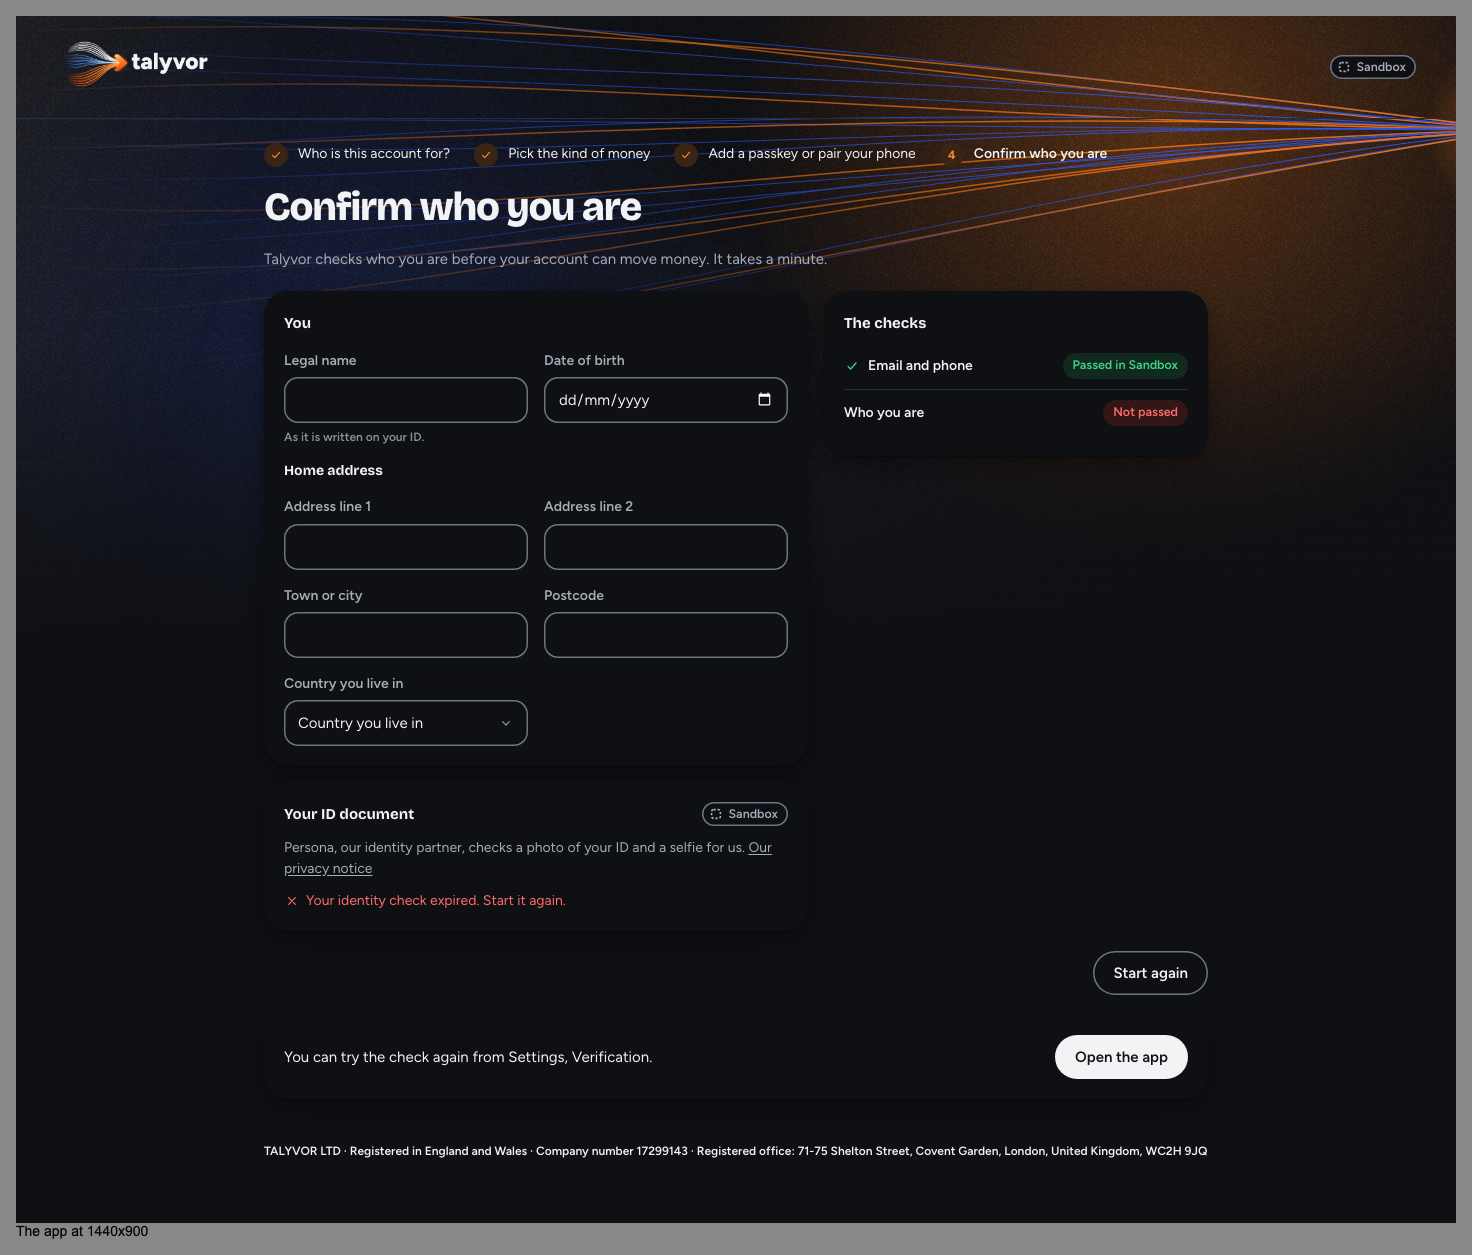 talyvor
Sandbox
Who is this account for?
Pick the kind of money
Add a passkey or pair your phone
4 Confirm who you are
Confirm who you are
Talyvor checks who you are before your account can move money. It takes a minute.
You
Legal name
Date of birth
dd/mm/yyyy
As it is written on your ID.
Home address
Address line 1
Address line 2
Town or city
Postcode
Country you live in
Country you live in
The checks
Email and phone
Passed in Sandbox
Who you are
Not passed
Your ID document
Sandbox
Persona, our identity partner, checks a photo of your ID and a selfie for us. Our
privacy notice
Your identity check expired. Start it again.
Start again
You can try the check again from Settings, Verification.
Open the app
TALYVOR LTD · Registered in England and Wales · Company number 17299143 · Registered office: 71-75 Shelton Street, Covent Garden, London, United Kingdom, WC2H 9JQ
The app at 1440x900